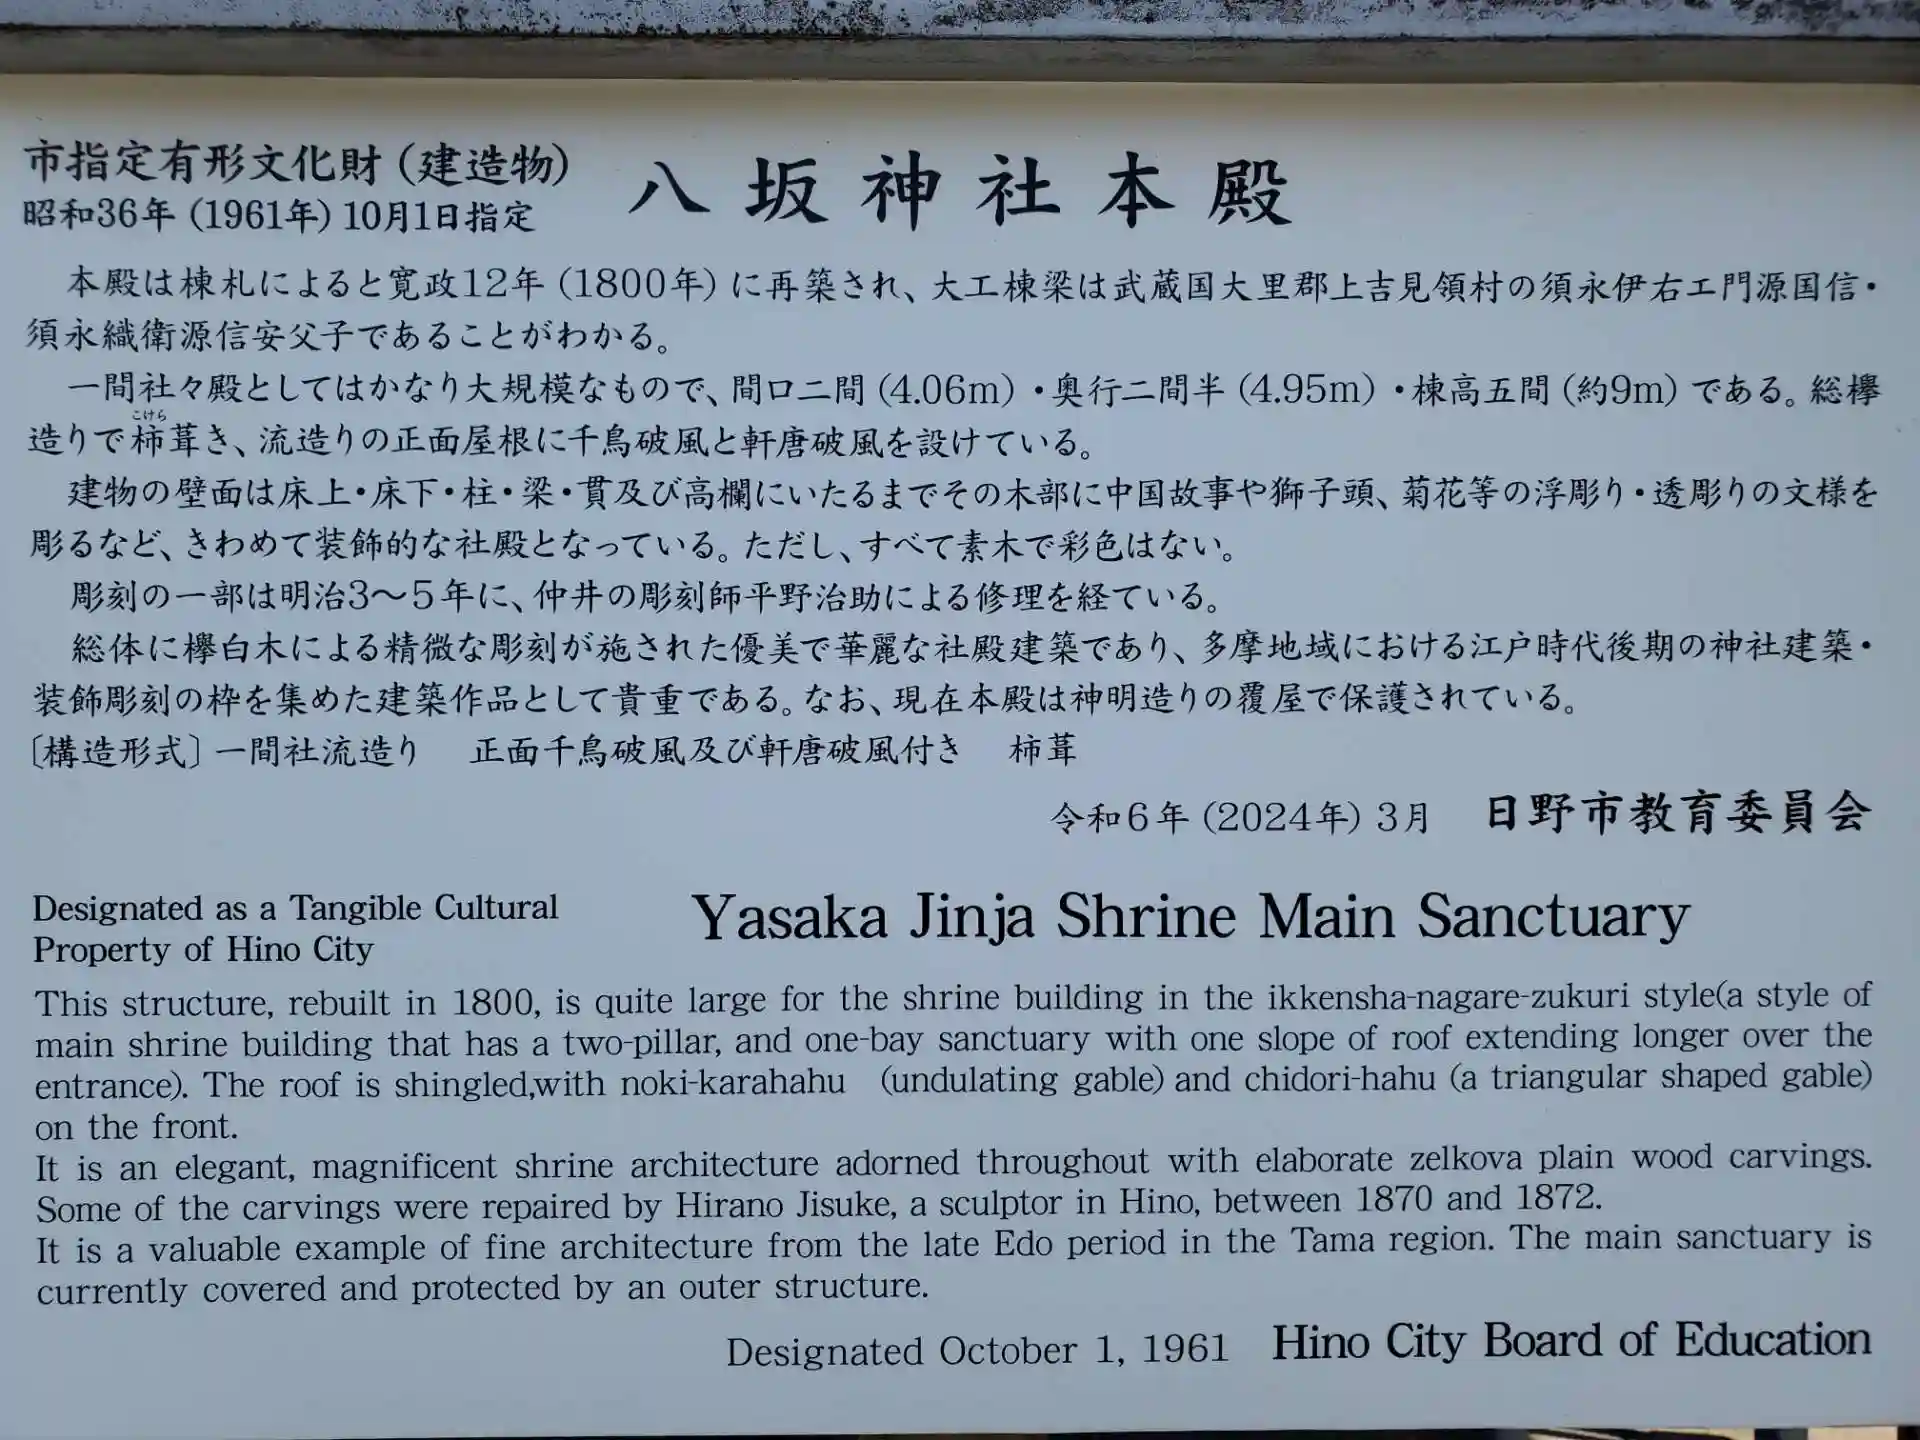 市指定有形文化財（建造物）
八坂神社本殿
昭和36年（1961年）10月1日指定
本殿は棟札によると寛政12年（1800年）に再築され、大工棟梁は武蔵国大里郡上吉見領村の須永伊右エ門源国信・
須永織衛源信安父子であることがわかる。
一間社々殿としてはかなり大規模なもので、間口二間（4.06m）・奥行二間半（4.95m）・棟高五間（約9m）である。総欅
こけら
造りで柿葺き、流造りの正面屋根に千鳥破風と軒唐破風を設けている。
建物の壁面は床上・床下・柱・梁・貫及び高欄にいたるまでその木部に中国故事や獅子頭、菊花等の浮彫り・透彫りの文様を
彫るなど、きわめて装飾的な社殿となっている。ただし、すべて素木で彩色はない。
彫刻の一部は明治3～5年に、仲井の彫刻師平野治助による修理を経ている。
総体に欅白木による精微な彫刻が施された優美で華麗な社殿建築であり、多摩地域における江戸時代後期の神社建築・
装飾彫刻の枠を集めた建築作品として貴重である。なお、現在本殿は神明造りの覆屋で保護されている。
〔構造形式〕一間社流造り　正面千鳥破風及び軒唐破風付き　柿葺
令和6年（2024年）3月　日野市教育委員会
Designated as a Tangible Cultural
Property of Hino City
Yasaka Jinja Shrine Main Sanctuary
This structure, rebuilt in 1800, is quite large for the shrine building in the ikkensha-nagare-zukuri style(a style of
main shrine building that has a two-pillar, and one-bay sanctuary with one slope of roof extending longer over the
entrance). The roof is shingled,with noki-karahahu (undulating gable) and chidori-hahu (a triangular shaped gable)
on the front.
It is an elegant, magnificent shrine architecture adorned throughout with elaborate zelkova plain wood carvings.
Some of the carvings were repaired by Hirano Jisuke, a sculptor in Hino, between 1870 and 1872.
It is a valuable example of fine architecture from the late Edo period in the Tama region. The main sanctuary is
currently covered and protected by an outer structure.
Designated October 1, 1961 Hino City Board of Education